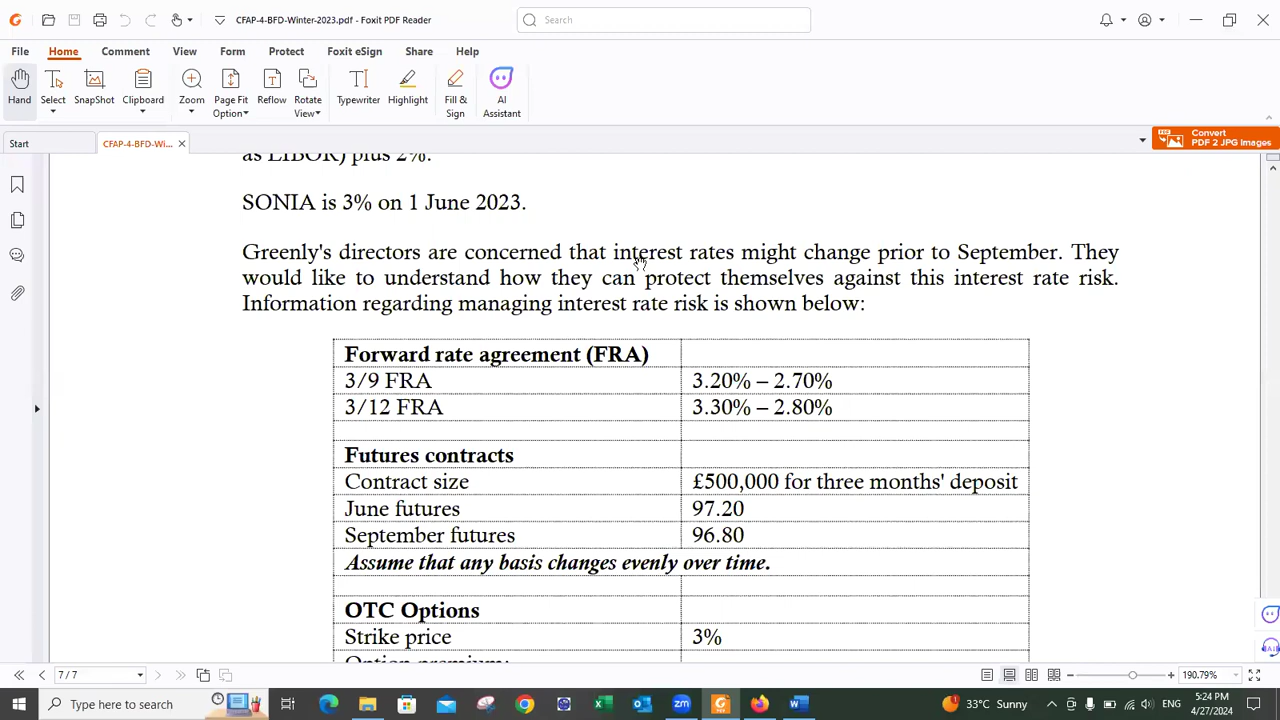 CFAP-4-BFD-Winter-2023.pdf - Foxit PDF Reader
Search
File Home Comment View Form Protect Foxit eSign Share Help
Hand Select SnapShot Clipboard Zoom Page Fit Option Reflow Rotate View Typewriter Highlight Fill & Sign AI Assistant
Start CFAP-4-BFD-Win... Convert PDF 2 JPG Images
as LIBOR) plus 2%.
SONIA is 3% on 1 June 2023.
Greenly's directors are concerned that interest rates might change prior to September. They
would like to understand how they can protect themselves against this interest rate risk.
Information regarding managing interest rate risk is shown below:
Forward rate agreement (FRA)
3/9 FRA 3.20% – 2.70%
3/12 FRA 3.30% – 2.80%
Futures contracts
Contract size £500,000 for three months' deposit
June futures 97.20
September futures 96.80
Assume that any basis changes evenly over time.
OTC Options
Strike price 3%
Option premium:
7/7 190.79%
Type here to search 33°C Sunny ENG 5:24 PM
4/27/2024